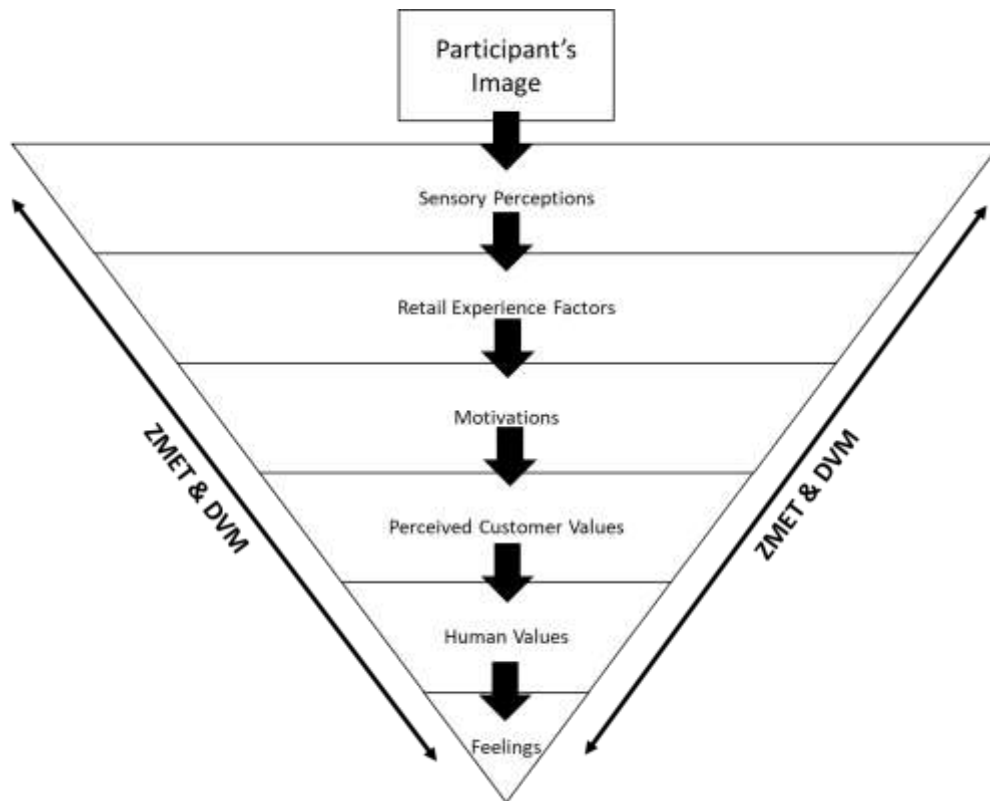 Participant's
Image
Sensory Perceptions
Retail Experience Factors
Motivations
ZMET & DVM
ZMET & DVM
Perceived Customer Values
Human Values
Feelings